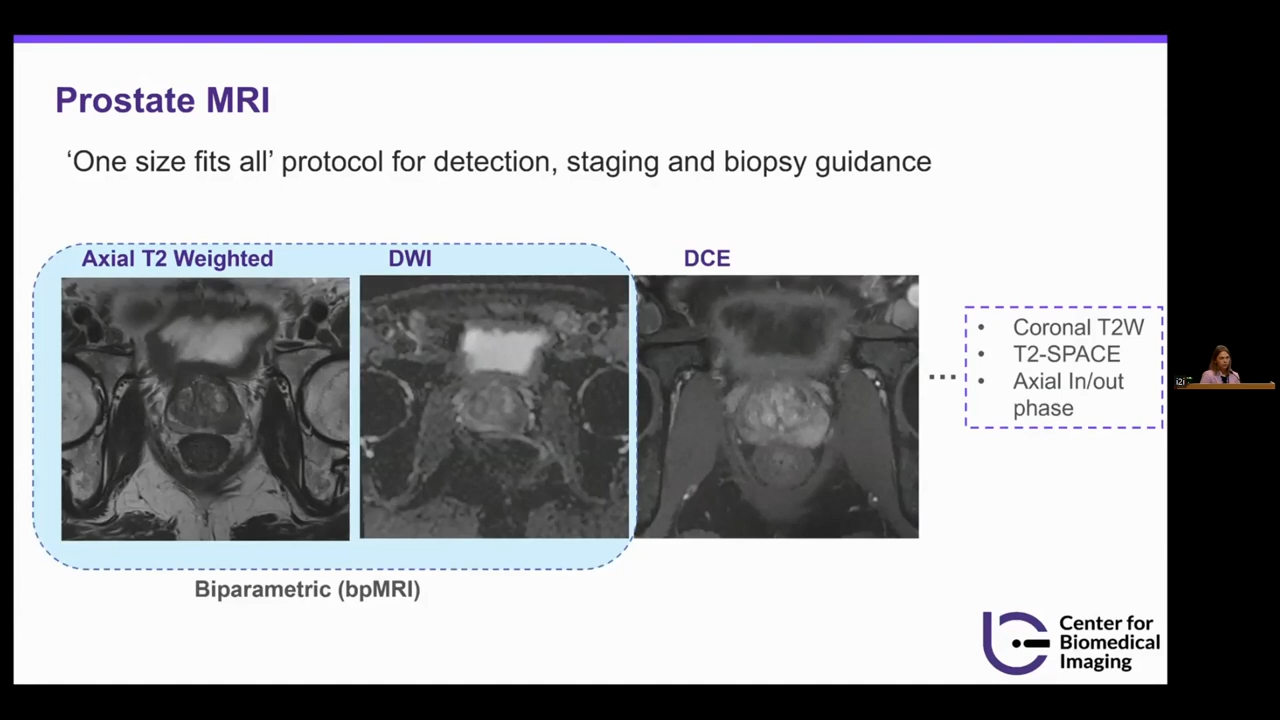 Prostate MRI
‘One size fits all’ protocol for detection, staging and biopsy guidance
Axial T2 Weighted
DWI
DCE
• Coronal T2W
• T2-SPACE
• Axial In/out
phase
...
Biparametric (bpMRI)
Center for
Biomedical
Imaging
i2i